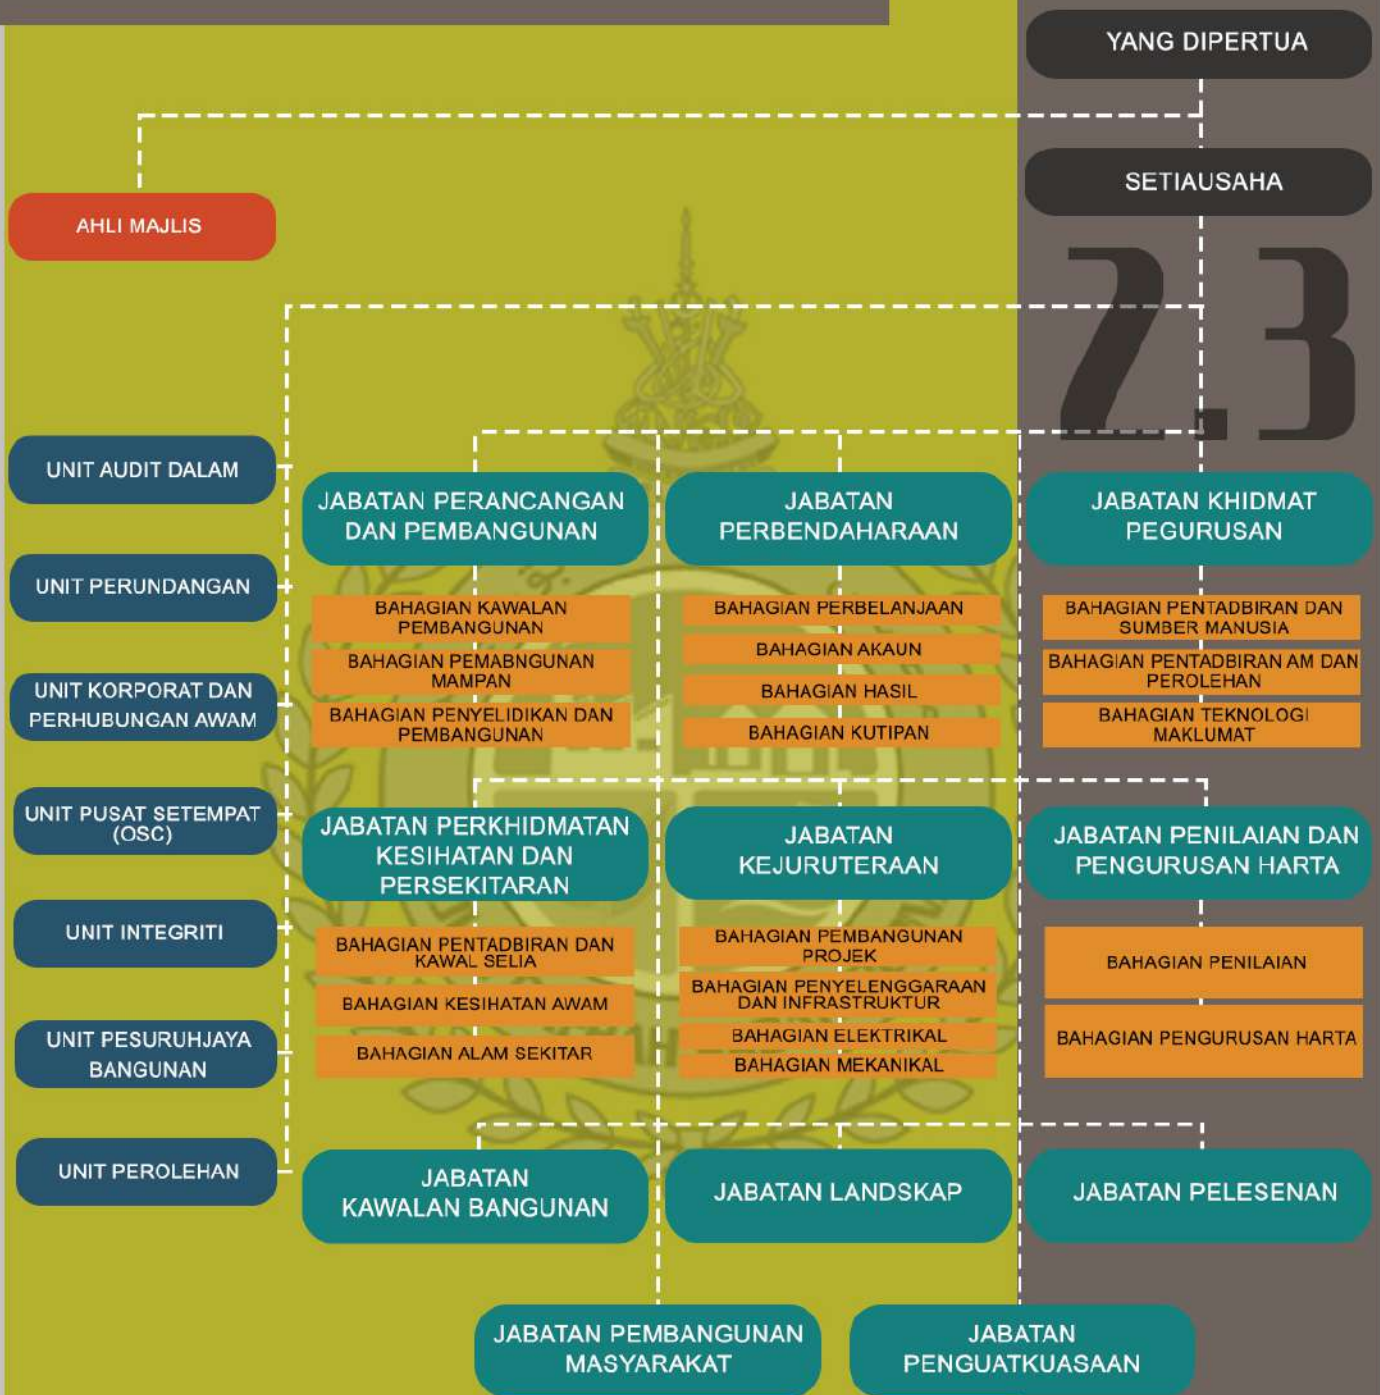 YANG DIPERTUA
SETIAUSAHA
AHLI MAJLIS
2.3
UNIT AUDIT DALAM
UNIT PERUNDANGAN
UNIT KORPORAT DAN
PERHUBUNGAN AWAM
UNIT PUSAT SETEMPAT
(OSC)
UNIT INTEGRITI
UNIT PESURUHJAYA
BANGUNAN
UNIT PEROLEHAN
JABATAN PERANCANGAN
DAN PEMBANGUNAN
BAHAGIAN KAWALAN
PEMBANGUNAN
BAHAGIAN PEMABNGUNAN
MAMPAN
BAHAGIAN PENYELIDIKAN DAN
PEMBANGUNAN
JABATAN
PERBENDAHARAAN
BAHAGIAN PERBELANJAAN
BAHAGIAN AKAUN
BAHAGIAN HASIL
BAHAGIAN KUTIPAN
JABATAN KHIDMAT
PEGURUSAN
BAHAGIAN PENTADBIRAN DAN
SUMBER MANUSIA
BAHAGIAN PENTADBIRAN AM DAN
PEROLEHAN
BAHAGIAN TEKNOLOGI
MAKLUMAT
JABATAN PERKHIDMATAN
KESIHATAN DAN
PERSEKITARAN
BAHAGIAN PENTADBIRAN DAN
KAWAL SELIA
BAHAGIAN KESIHATAN AWAM
BAHAGIAN ALAM SEKITAR
JABATAN
KEJURUTERAAN
BAHAGIAN PEMBANGUNAN
PROJEK
BAHAGIAN PENYELENGGARAAN
DAN INFRASTRUKTUR
BAHAGIAN ELEKTRIKAL
BAHAGIAN MEKANIKAL
JABATAN PENILAIAN DAN
PENGURUSAN HARTA
BAHAGIAN PENILAIAN
BAHAGIAN PENGURUSAN HARTA
JABATAN
KAWALAN BANGUNAN
JABATAN LANDSKAP
JABATAN PELESENAN
JABATAN PEMBANGUNAN
MASYARAKAT
JABATAN
PENGUATKUASAAN